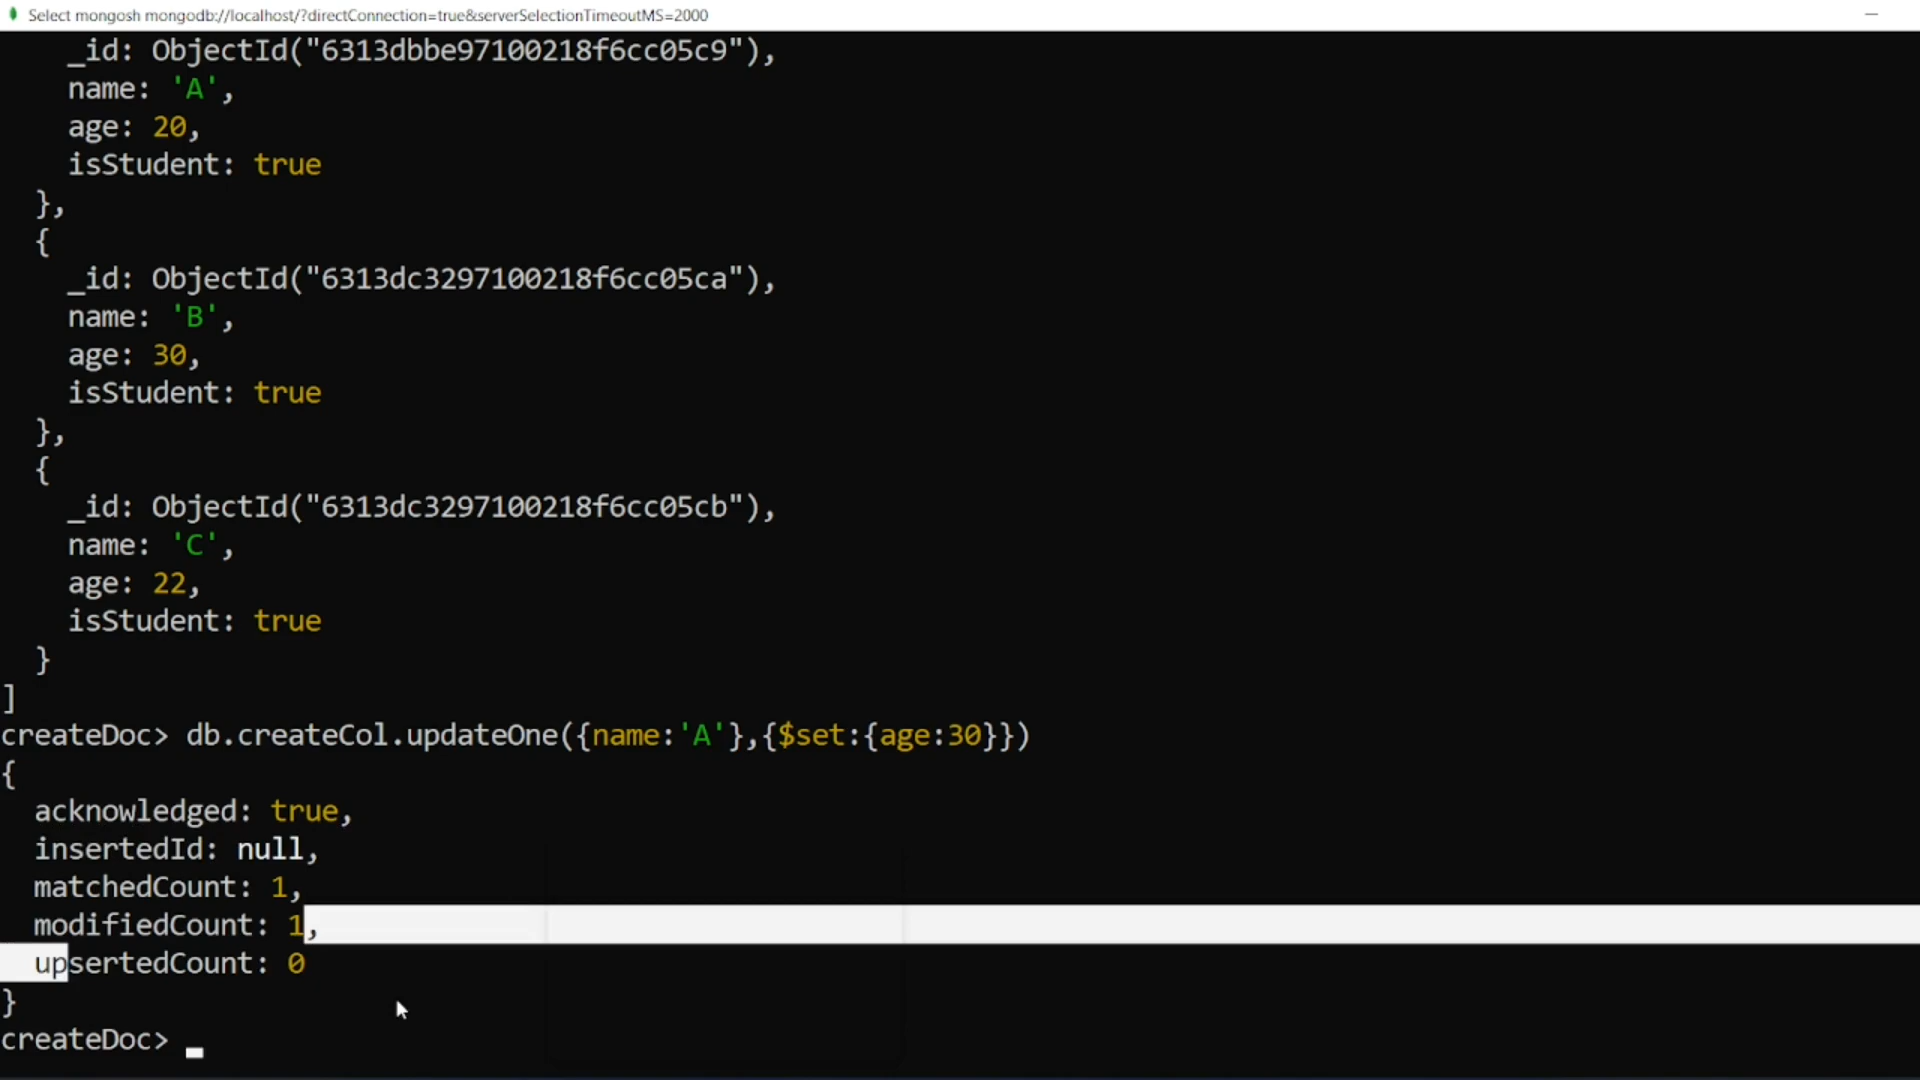 Select mongosh mongodb://localhost/?directConnection=true&serverSelectionTimeoutMS=2000
_id: ObjectId("6313dbbe97100218f6cc05c9"),
name: 'A',
age: 20,
isStudent: true
},
{
_id: ObjectId("6313dc3297100218f6cc05ca"),
name: 'B',
age: 30,
isStudent: true
},
{
_id: ObjectId("6313dc3297100218f6cc05cb"),
name: 'C',
age: 22,
isStudent: true
}
]
createDoc> db.createCol.updateOne({name:'A'},{$set:{age:30}})
{
acknowledged: true,
insertedId: null,
matchedCount: 1,
modifiedCount: 1,
upsertedCount: 0
}
createDoc>